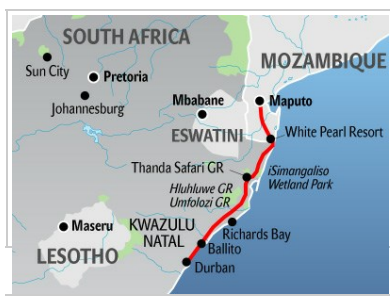 SOUTH AFRICA
MOZAMBIQUE
Sun City
Pretoria
Johannesburg
Mbabane
Maputo
ESWATINI
White Pearl Resort
Thanda Safari GR
iSimangaliso
Wetland Park
Hluhluwe GR
Umfolozi GR
Maseru
KWAZULU
NATAL
Richards Bay
Ballito
LESOTHO
Durban